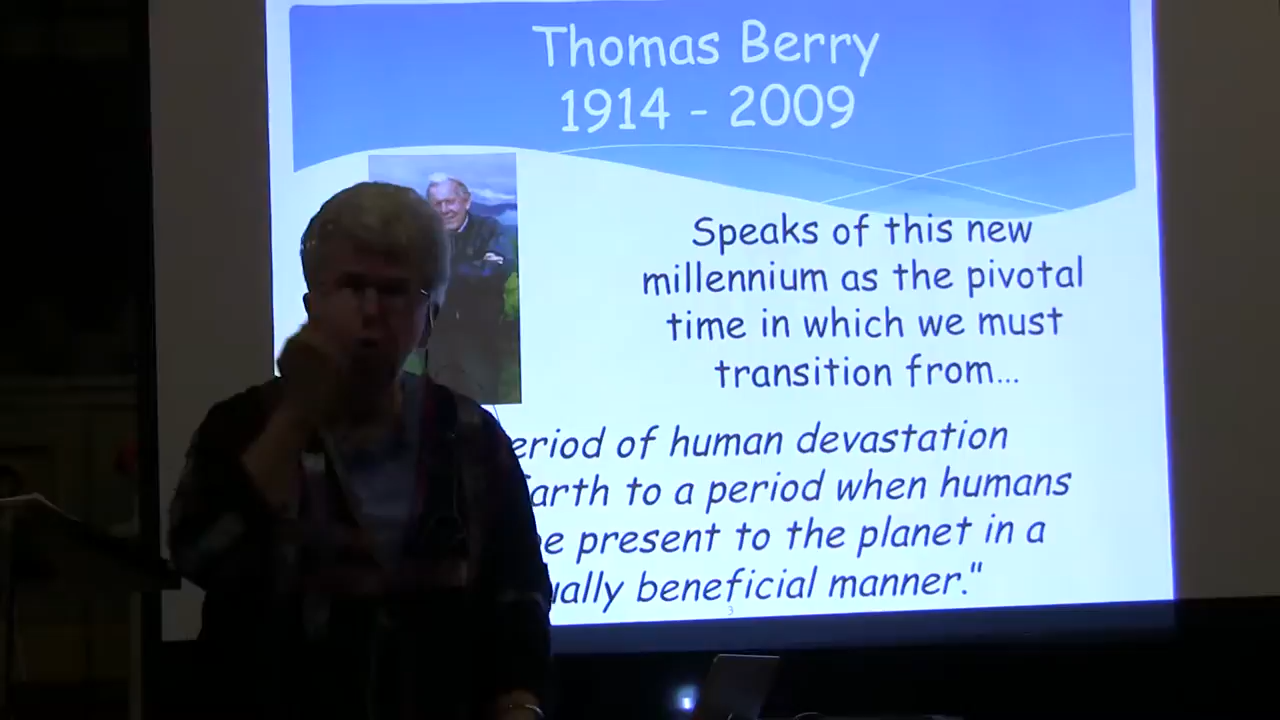 Thomas Berry
1914 - 2009
Speaks of this new
millennium as the pivotal
time in which we must
transition from...
eriod of human devastation
arth to a period when humans
e present to the planet in a
ually beneficial manner."
3